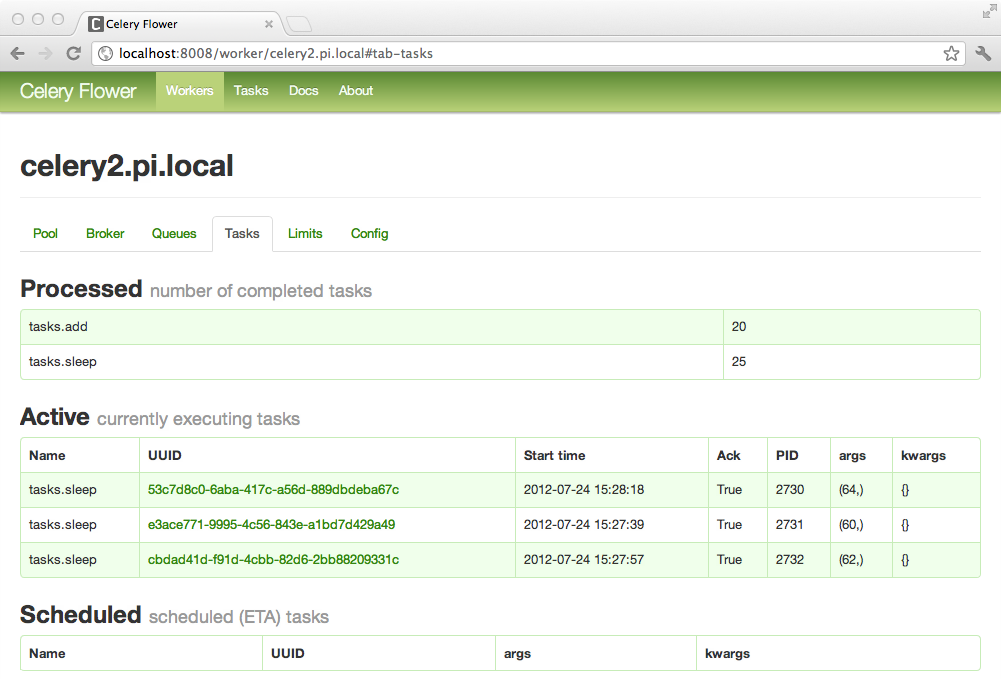 C Celery Flower
localhost:8008/worker/celery2.pi.local#tab-tasks
Celery Flower Workers Tasks Docs About
celery2.pi.local
Pool Broker Queues Tasks Limits Config
Processed number of completed tasks
tasks.add 20
tasks.sleep 25
Active currently executing tasks
Name UUID Start time Ack PID args kwargs
tasks.sleep 53c7d8c0-6aba-417c-a56d-889dbdeba67c 2012-07-24 15:28:18 True 2730 (64,) {}
tasks.sleep e3ace771-9995-4c56-843e-a1bd7d429a49 2012-07-24 15:27:39 True 2731 (60,) {}
tasks.sleep cbdad41d-f91d-4cbb-82d6-2bb88209331c 2012-07-24 15:27:57 True 2732 (62,) {}
Scheduled scheduled (ETA) tasks
Name UUID args kwargs